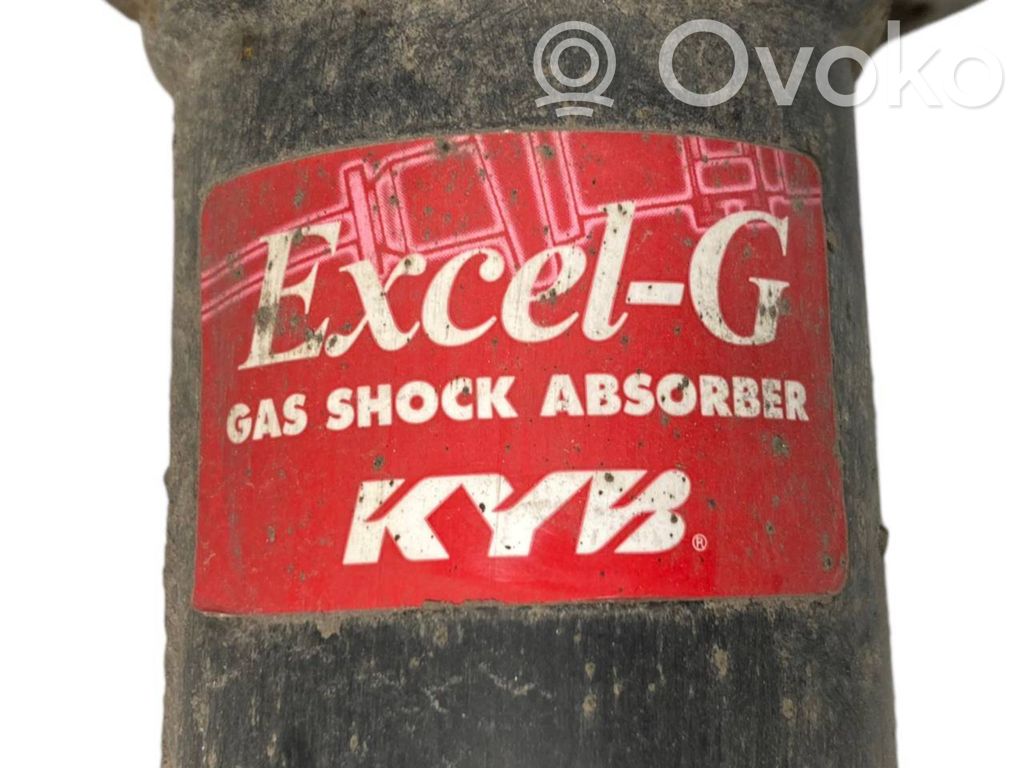 Ovoko
Excel-G
GAS SHOCK ABSORBER
KYB®